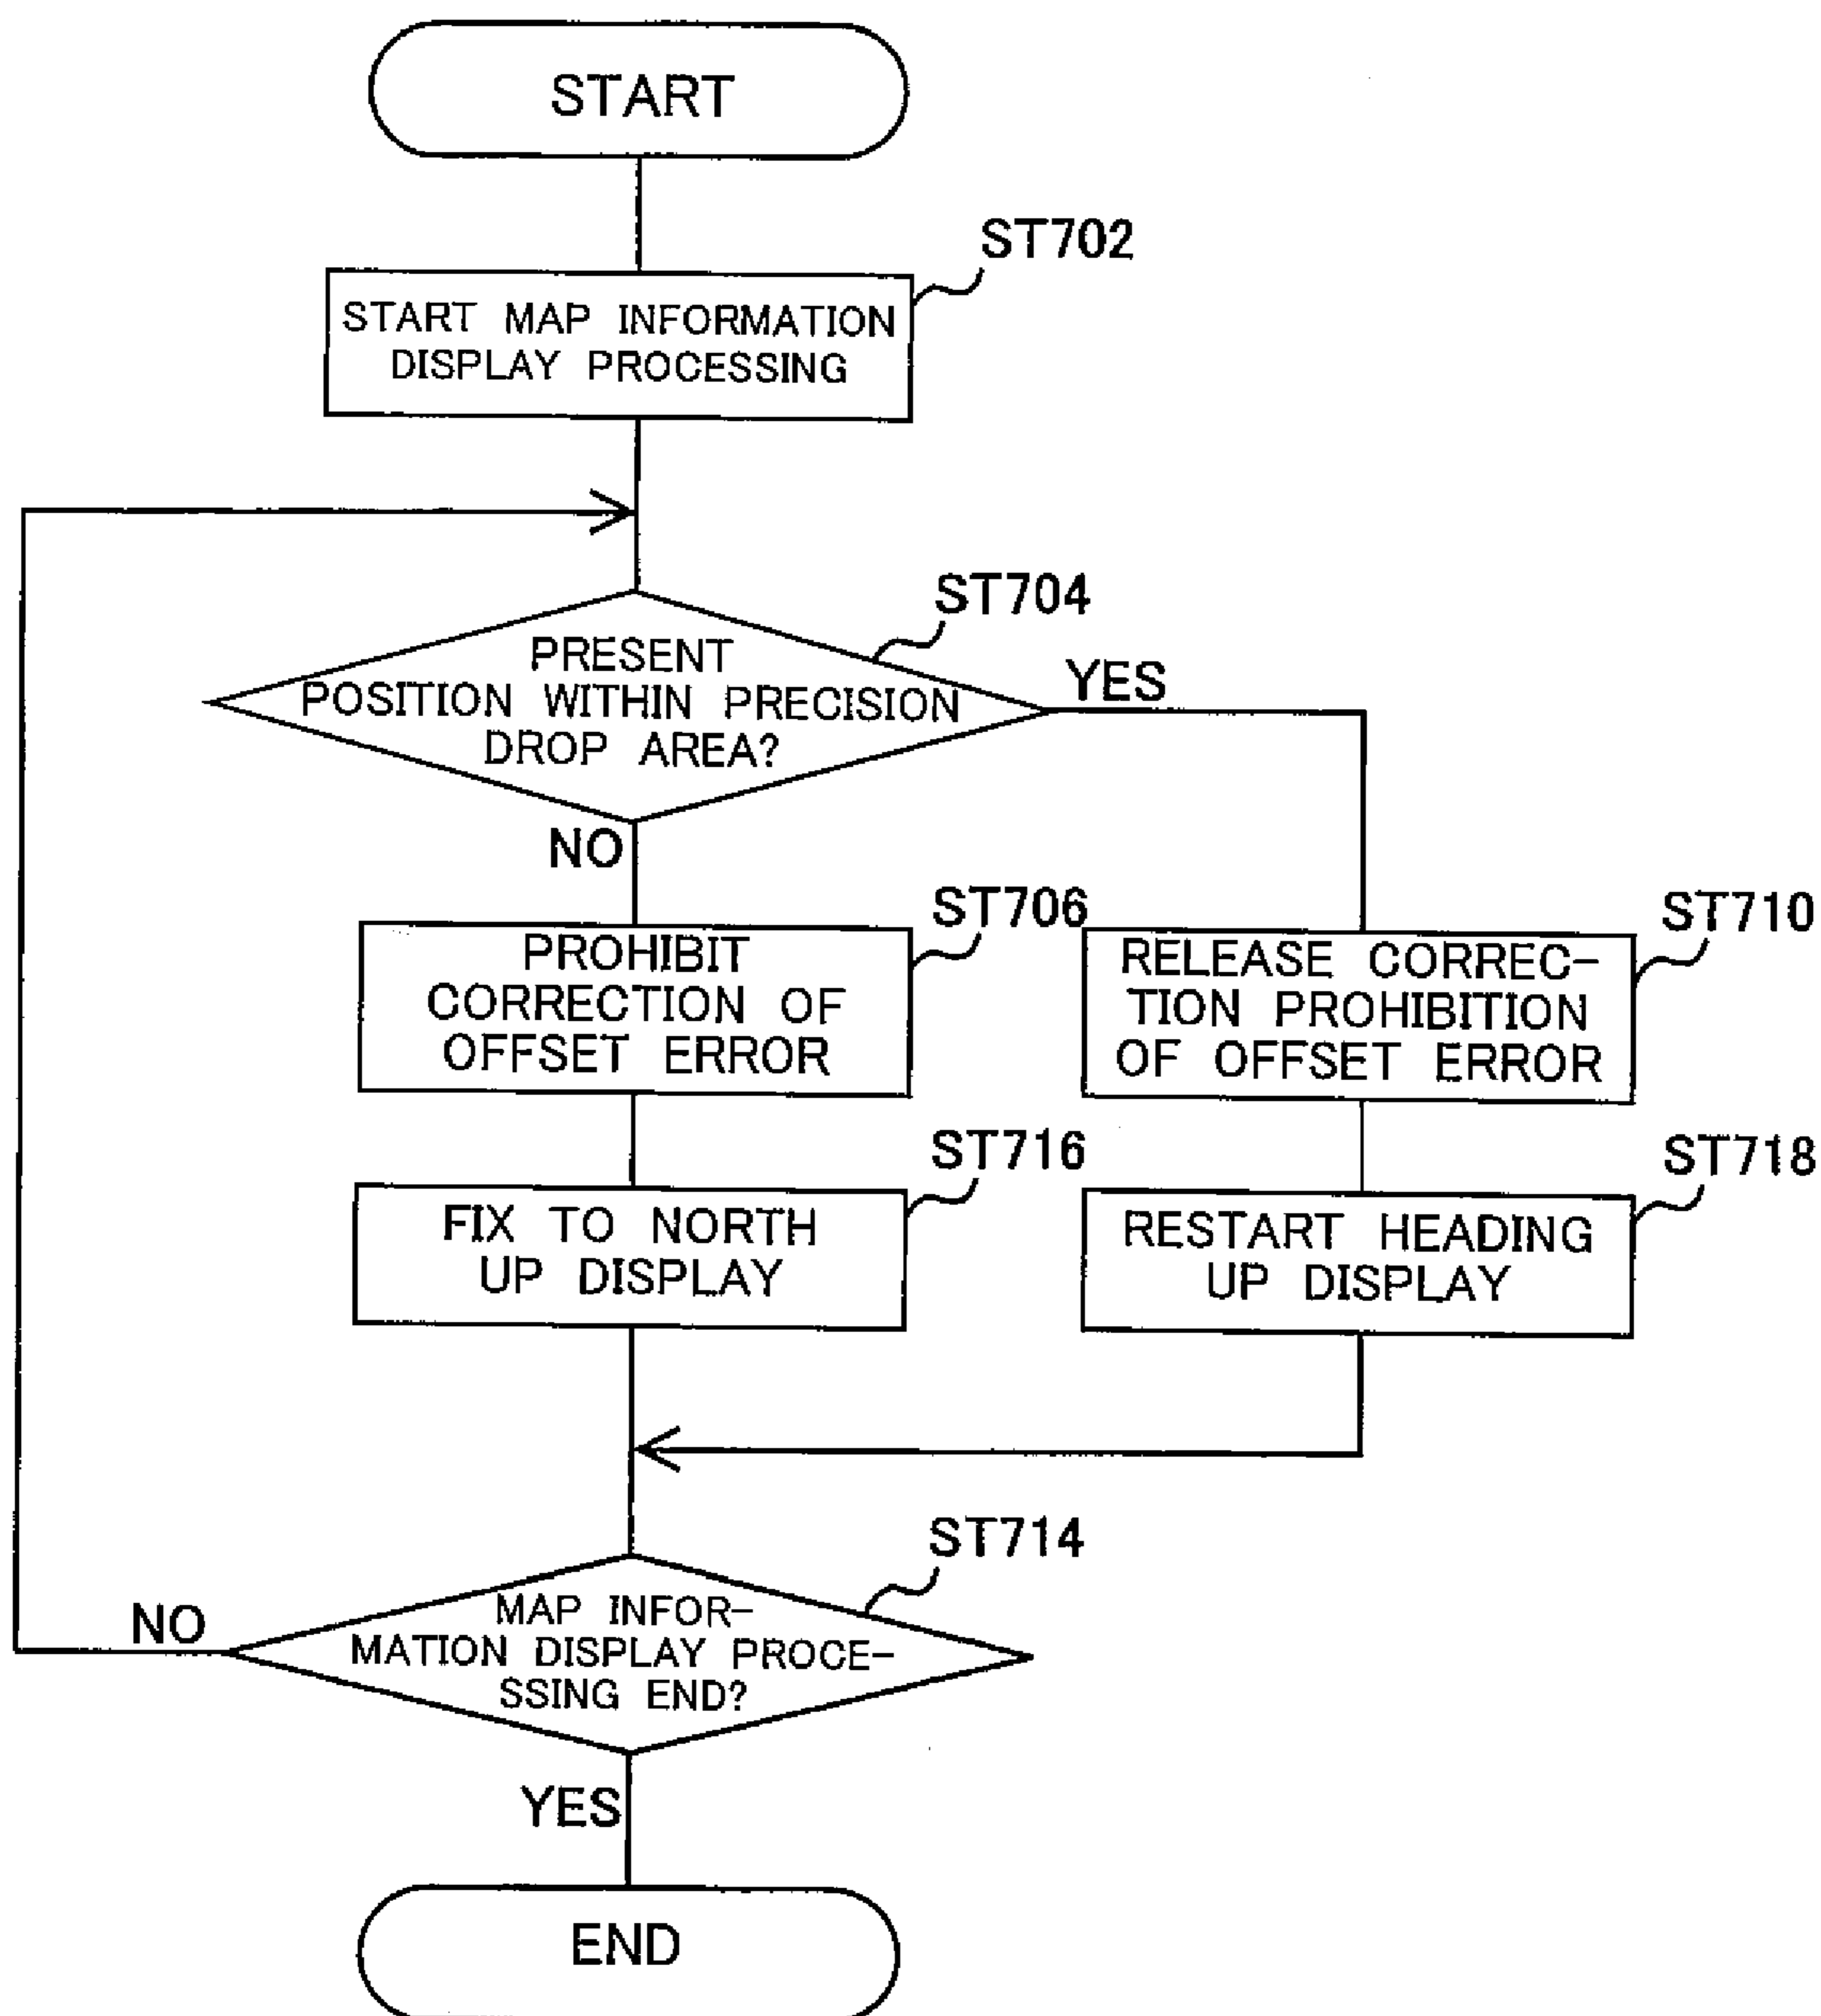 START
ST702
START MAP INFORMATION
DISPLAY PROCESSING
ST704
PRESENT
POSITION WITHIN PRECISION
DROP AREA?
YES
NO
ST706
PROHIBIT
CORRECTION OF
OFFSET ERROR
ST710
RELEASE CORREC-
TION PROHIBITION
OF OFFSET ERROR
ST716
FIX TO NORTH
UP DISPLAY
ST718
RESTART HEADING
UP DISPLAY
ST714
MAP INFOR-
MATION DISPLAY PROCE-
SSING END?
NO
YES
END